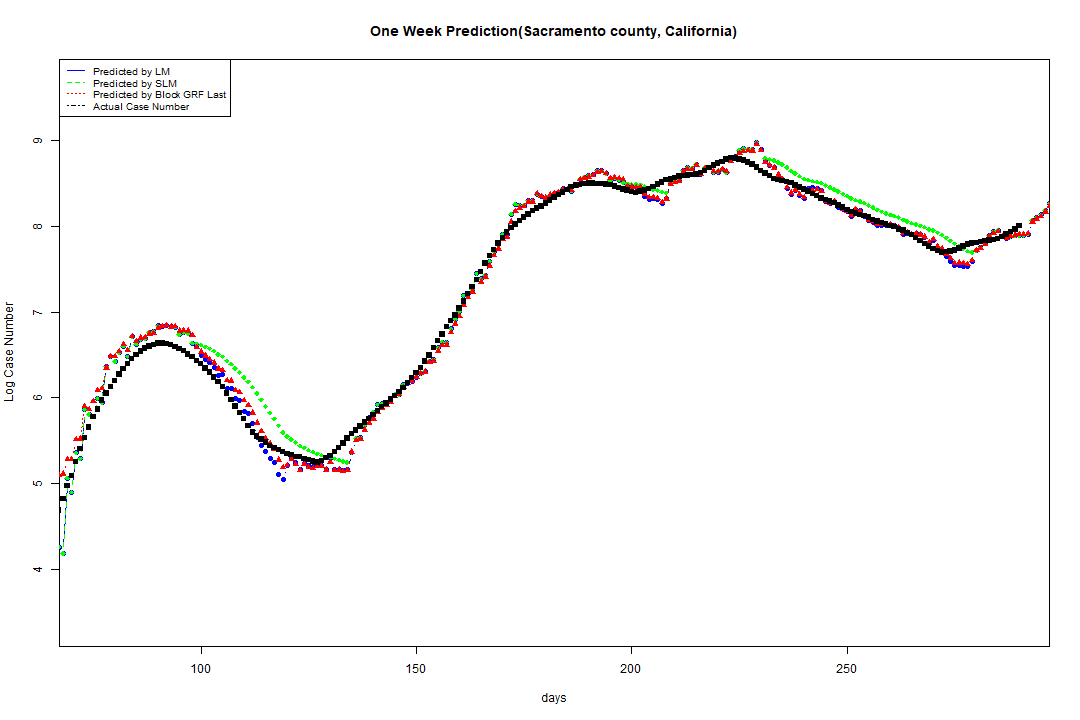 One Week Prediction(Sacramento county, California)
Predicted by LM
Predicted by SLM
Predicted by Block GRF Last
Actual Case Number
9
8
7
6
5
4
Log Case Number
100
150
200
250
days